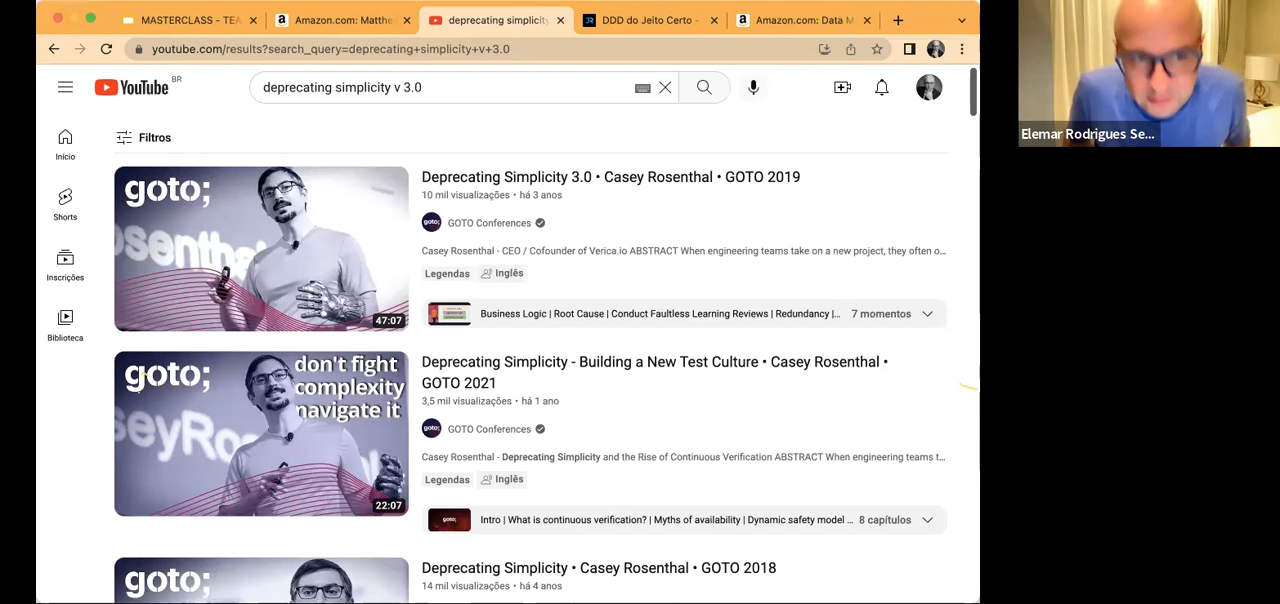 MASTERCLASS - TEA
Amazon.com: Matthe
deprecating simplicity
DDD do Jeito Certo -
Amazon.com: Data M
youtube.com/results?search_query=deprecating+simplicity+v+3.0
YouTube BR
deprecating simplicity v 3.0
Filtros
Início
Shorts
Inscrições
Biblioteca
goto;
osentha
47:07
Deprecating Simplicity 3.0 • Casey Rosenthal • GOTO 2019
10 mil visualizações • há 3 anos
goto; GOTO Conferences
Casey Rosenthal - CEO / Cofounder of Verica.io ABSTRACT When engineering teams take on a new project, they often o...
Legendas Inglês
Business Logic | Root Cause | Conduct Faultless Learning Reviews | Redundancy |... 7 momentos
goto;
don't fight
complexity
navigate it
seyRo
22:07
Deprecating Simplicity - Building a New Test Culture • Casey Rosenthal •
GOTO 2021
3,5 mil visualizações • há 1 ano
goto; GOTO Conferences
Casey Rosenthal - Deprecating Simplicity and the Rise of Continuous Verification ABSTRACT When engineering teams t...
Legendas Inglês
goto; Intro | What is continuous verification? | Myths of availability | Dynamic safety model ... 8 capítulos
goto;
Deprecating Simplicity • Casey Rosenthal • GOTO 2018
14 mil visualizações • há 4 anos
Elemar Rodrigues Se...